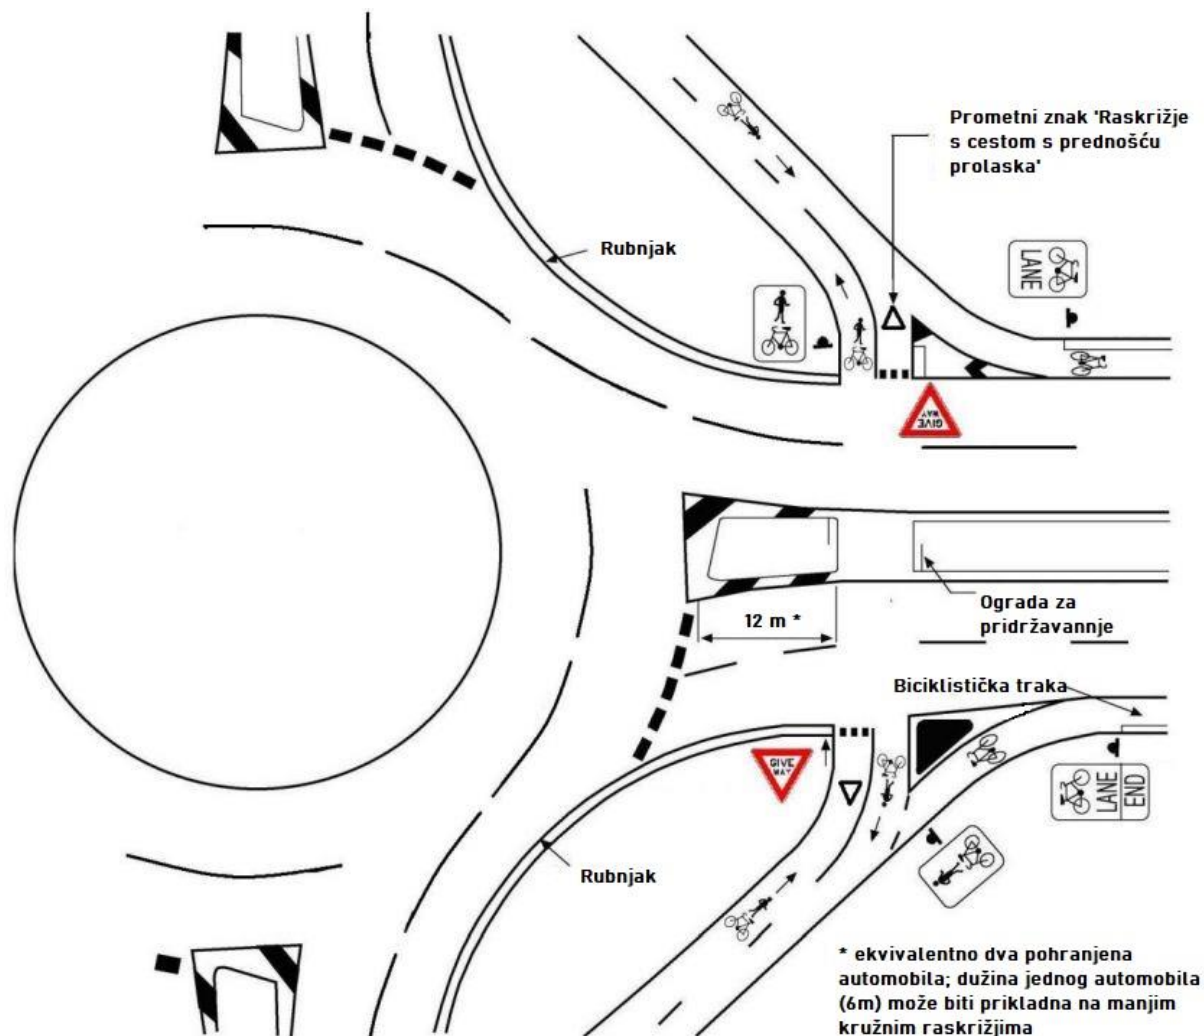 Prometni znak 'Raskrižje
s cestom s prednošću
prolaska'
Rubnjak
LANE
GIVE
WAY
Ograda za
pridržavannje
12 m *
Biciklistička traka
GIVE
WAY
LANE
END
Rubnjak
* ekvivalentno dva pohranjena
automobila; dužina jednog automobila
(6m) može biti prikladna na manjim
kružnim raskrižjima